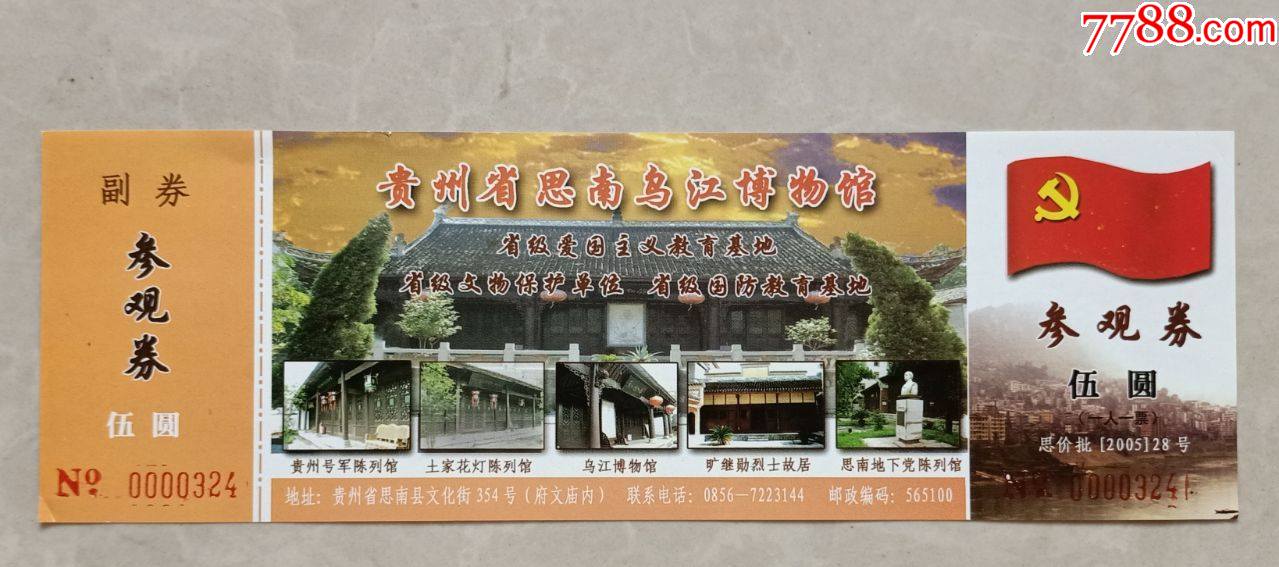 7788.com
副券
参观券
伍圆
No 0000324
贵州省思南乌江博物馆
省级爱国主义教育基地
省级文物保护单位 省级国防教育基地
贵州号军陈列馆 土家花灯陈列馆 乌江博物馆 旷继勋烈士故居 思南地下党陈列馆
地址：贵州省思南县文化街354号（府文庙内） 联系电话：0856—7223144 邮政编码：565100
参观券
伍圆
（一人一票）
思价批 [2005]28 号
0000324